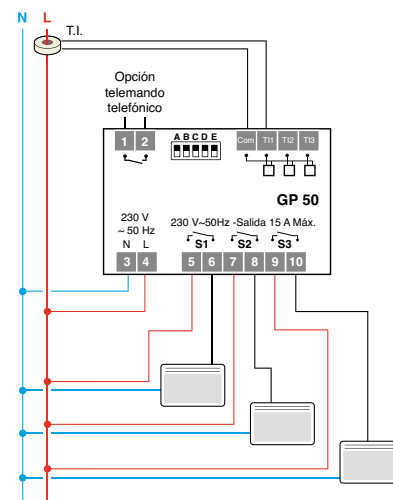 N L
T.I.
Opción
telemando
telefónico
1 2
A B C D E
Com TI1 TI2 TI3
GP 50
230 V
~ 50 Hz
N L
230 V~50Hz -Salida 15 A Máx.
S1 S2 S3
3 4 5 6 7 8 9 10